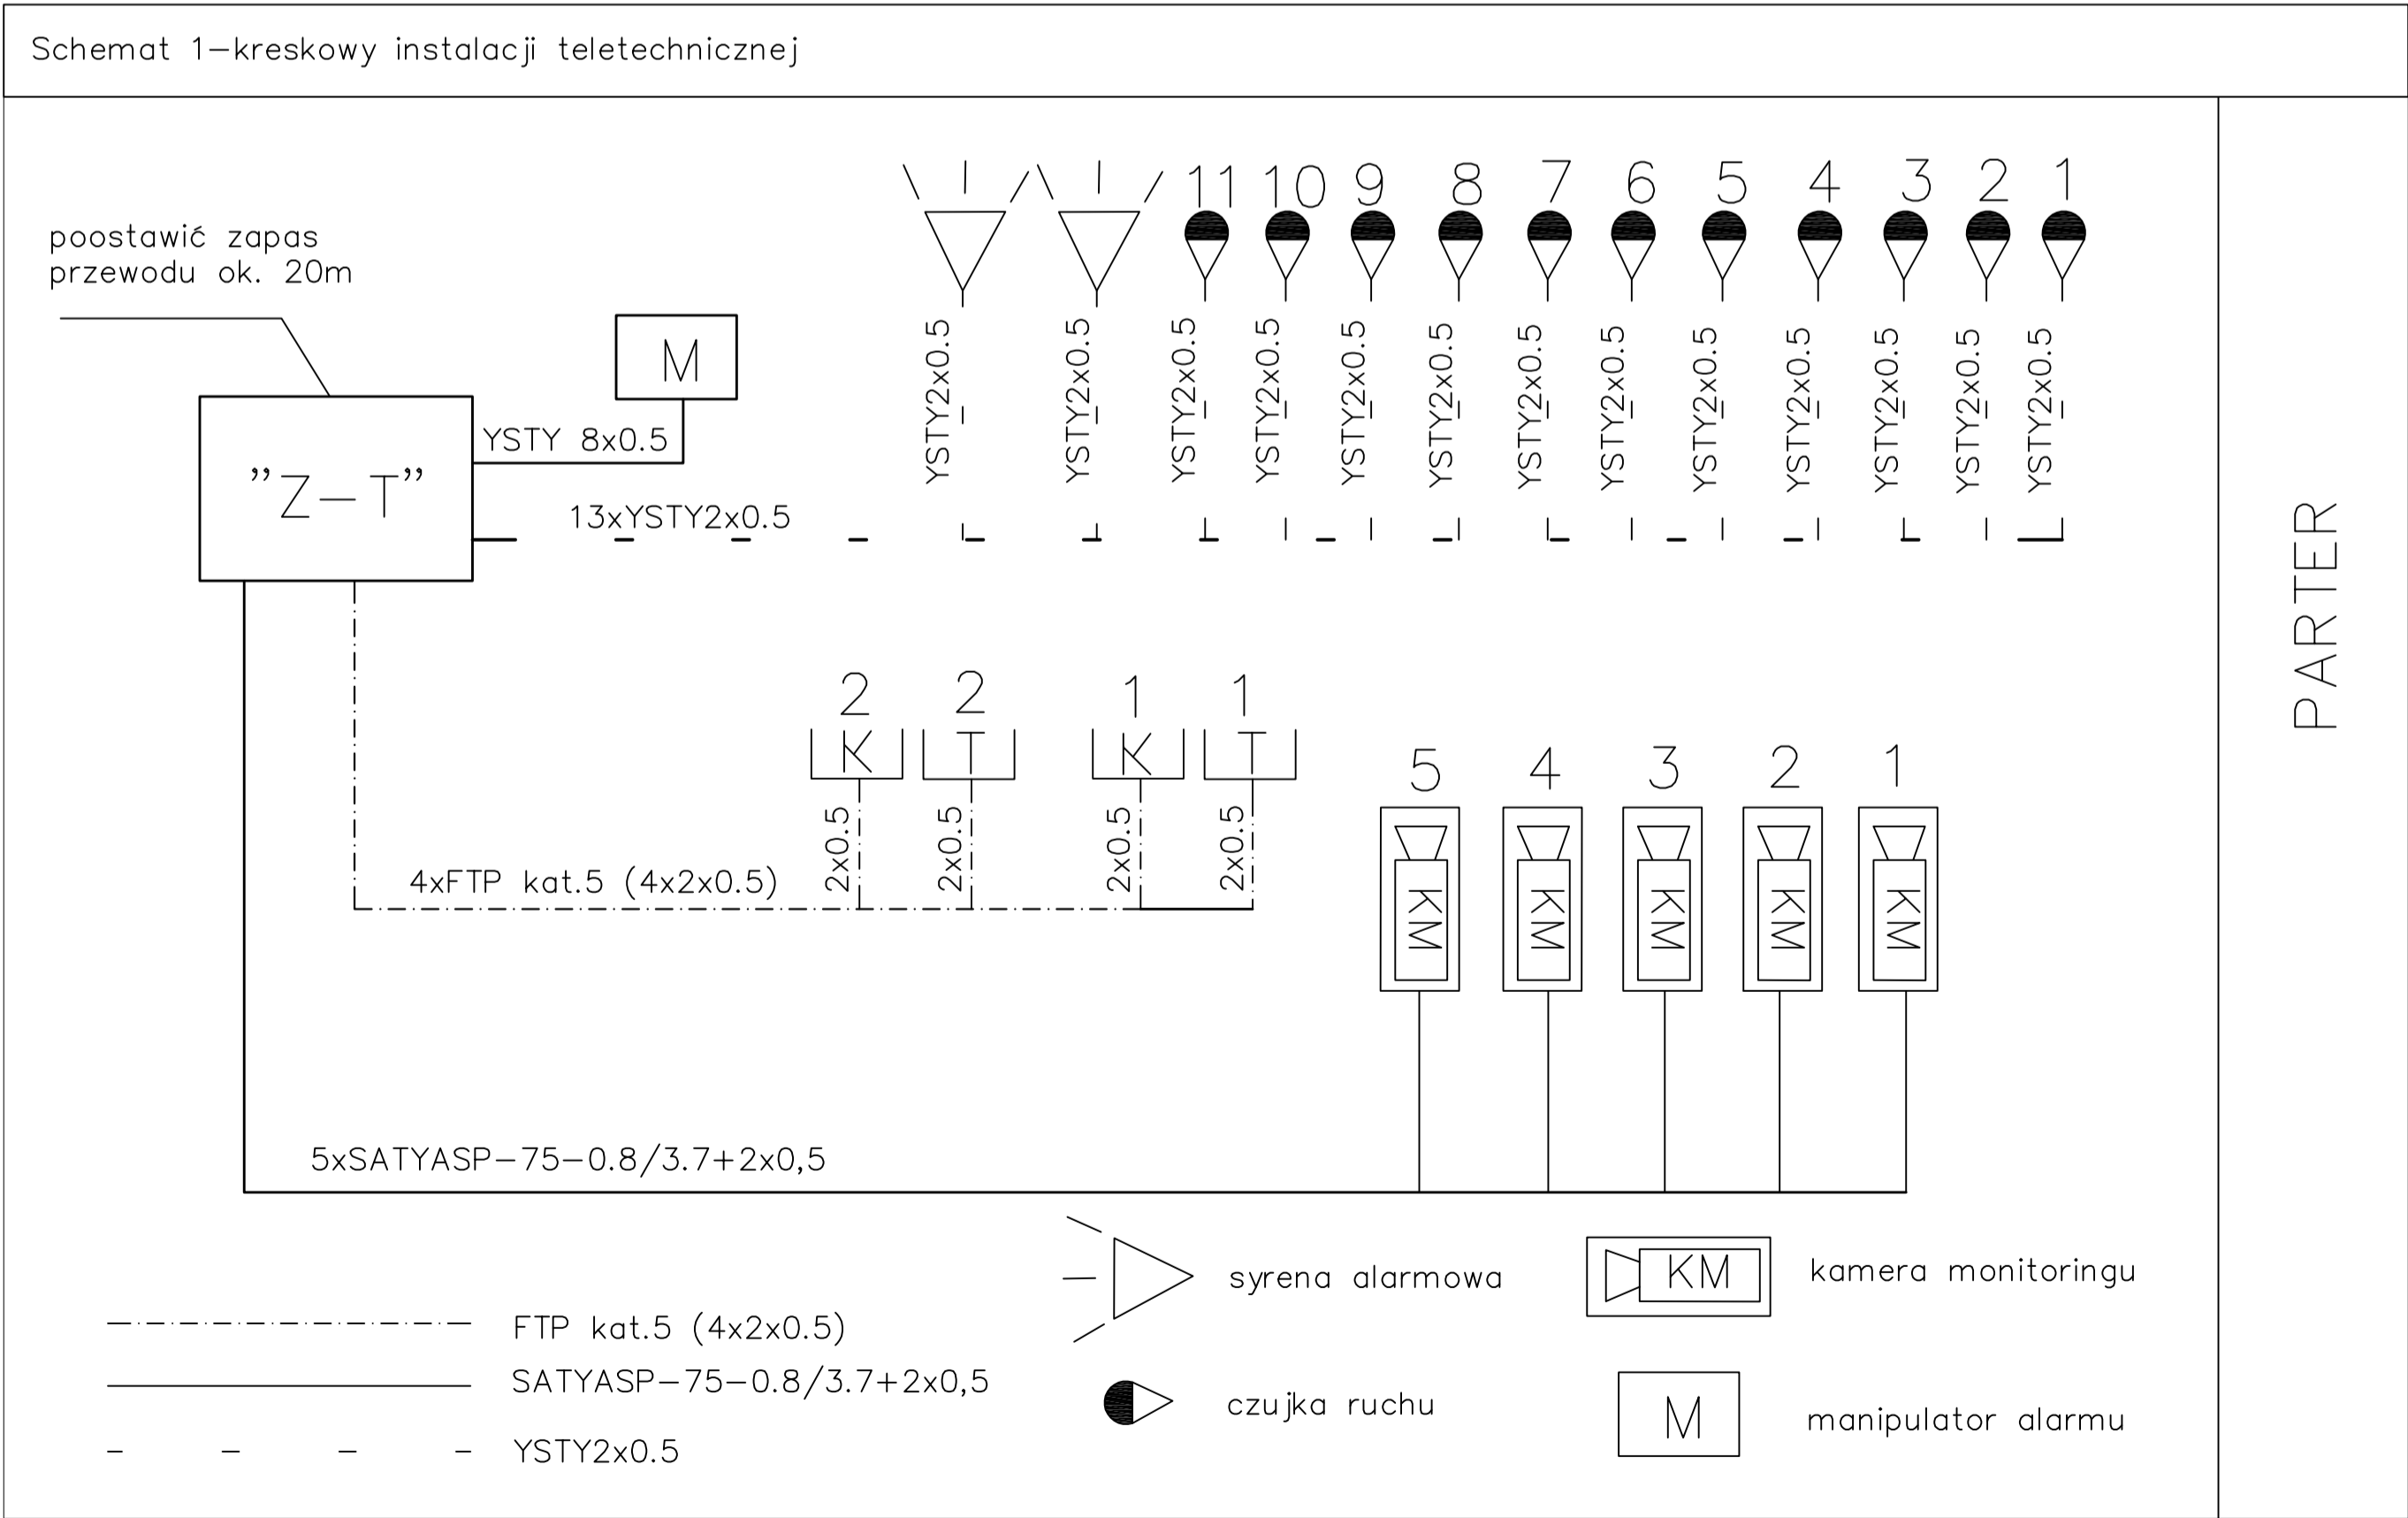 Schemat 1-kreskowy instalacji teletechnicznej
poostawić zapas
przewodu ok. 20m
M
YSTY 8x0.5
"Z-T"
13xYSTY2x0.5
11 10 9 8 7 6 5 4 3 2 1
YSTY2x0.5
YSTY2x0.5
YSTY2x0.5
YSTY2x0.5
YSTY2x0.5
YSTY2x0.5
YSTY2x0.5
YSTY2x0.5
YSTY2x0.5
YSTY2x0.5
YSTY2x0.5
YSTY2x0.5
YSTY2x0.5
PARTER
2 2 1 1
K T K T
2x0.5
2x0.5
2x0.5
2x0.5
4xFTP kat.5 (4x2x0.5)
5 4 3 2 1
KM
KM
KM
KM
KM
5xSATYASP-75-0.8/3.7+2x0,5
FTP kat.5 (4x2x0.5)
SATYASP-75-0.8/3.7+2x0,5
YSTY2x0.5
syrena alarmowa
czujka ruchu
KM
kamera monitoringu
M
manipulator alarmu